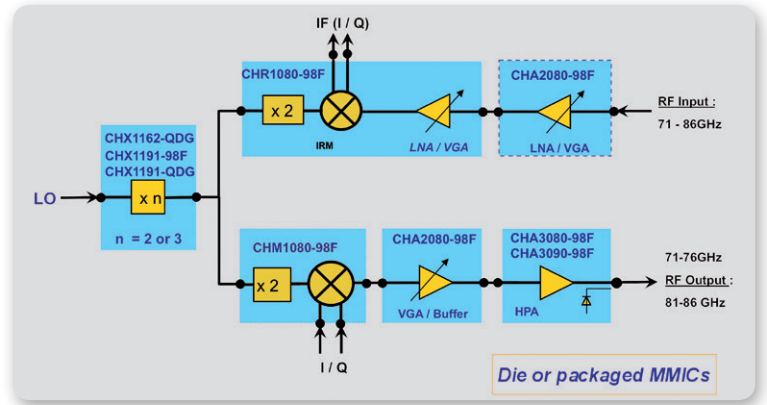 IF (I / Q)
CHR1080-98F
x 2
IRM
LNA / VGA
CHA2080-98F
LNA / VGA
RF Input :
71 - 86GHz
CHX1162-QDG
CHX1191-98F
CHX1191-QDG
LO
x n
n = 2 or 3
CHM1080-98F
x 2
I / Q
CHA2080-98F
VGA / Buffer
CHA3080-98F
CHA3090-98F
HPA
71-76GHz
RF Output :
81-86 GHz
Die or packaged MMICs